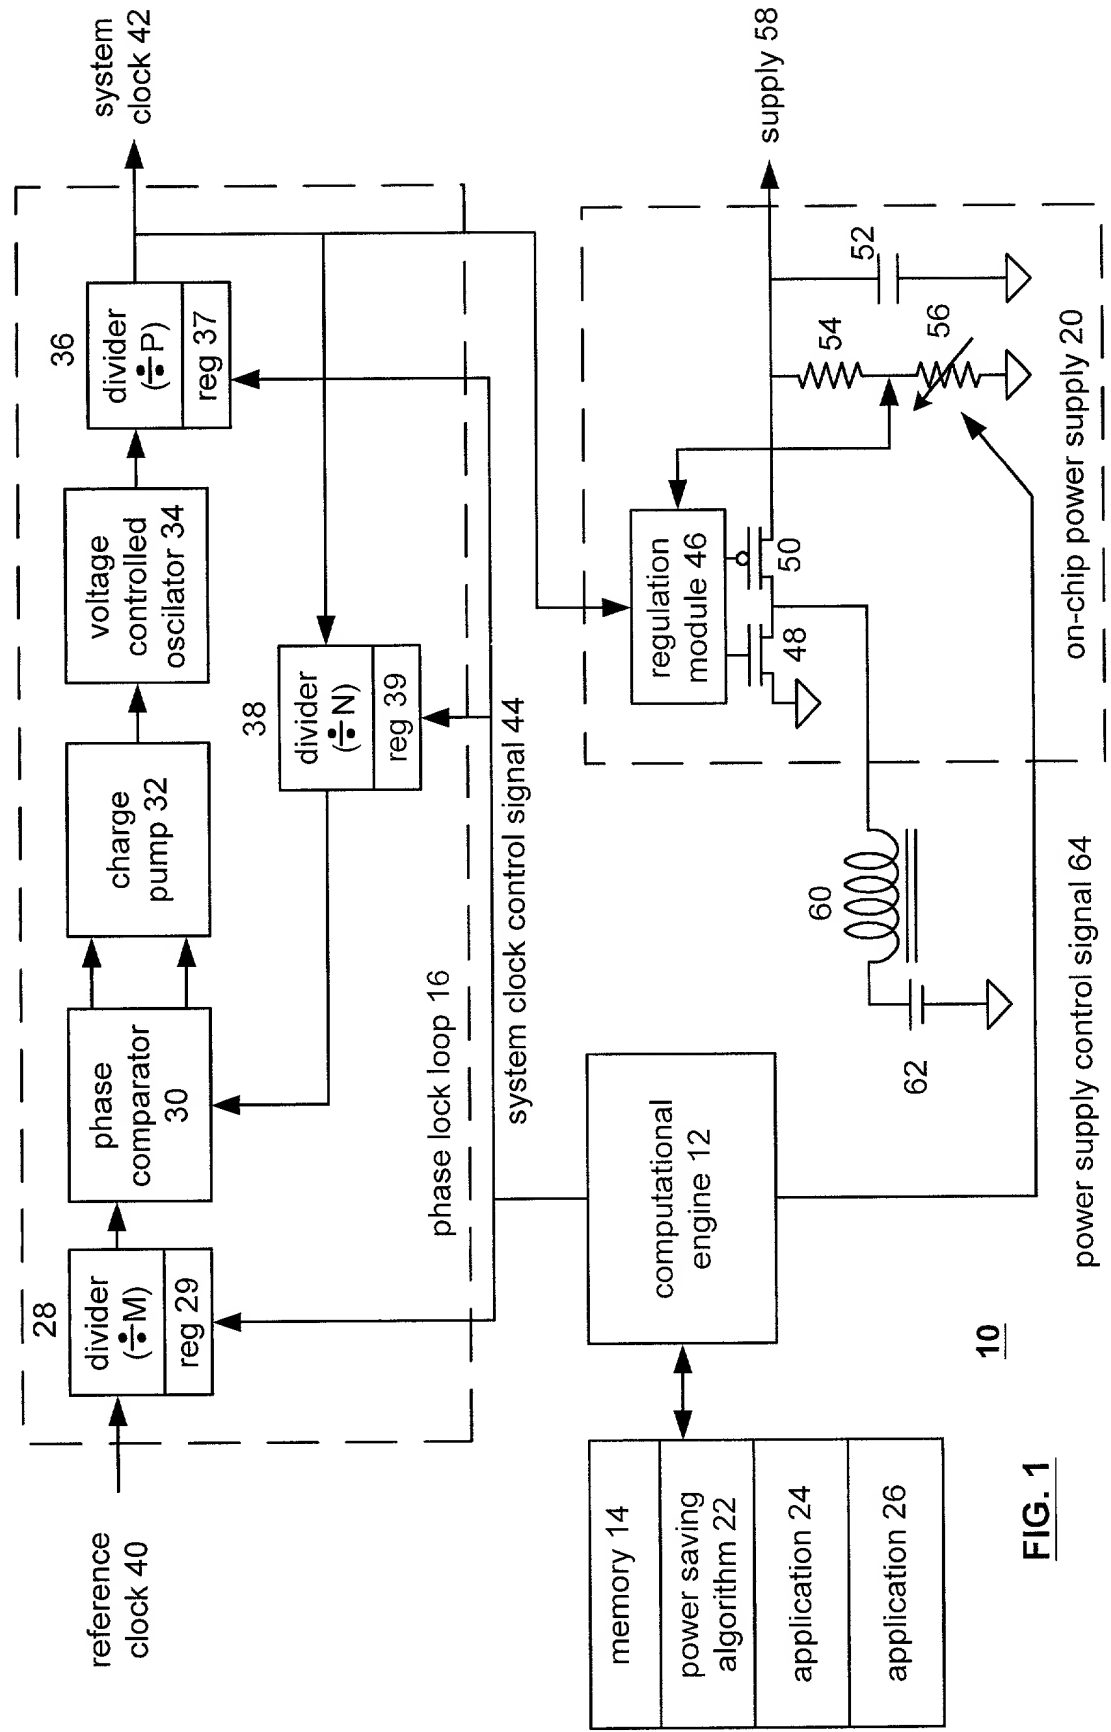 reference
clock 40
28
divider
(÷M)
reg 29
phase
comparator
30
charge
pump 32
voltage
controlled
oscilator 34
36
divider
(÷P)
reg 37
system
clock 42
38
divider
(÷N)
reg 39
phase lock loop 16
system clock control signal 44
memory 14
power saving
algorithm 22
application 24
application 26
computational
engine 12
regulation
module 46
48
50
54
56
52
supply 58
60
62
on-chip power supply 20
power supply control signal 64
10
FIG. 1